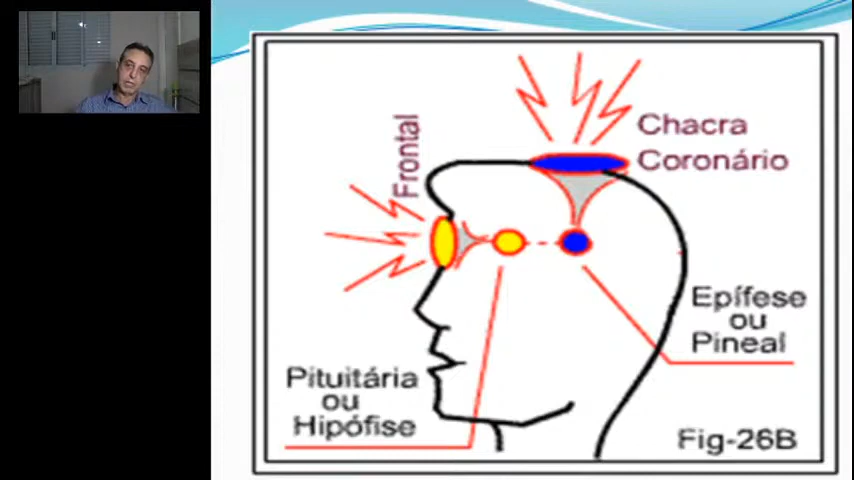 Frontal
Chacra
Coronário
Epífese
ou
Pineal
Pituitária
ou
Hipófise
Fig-26B